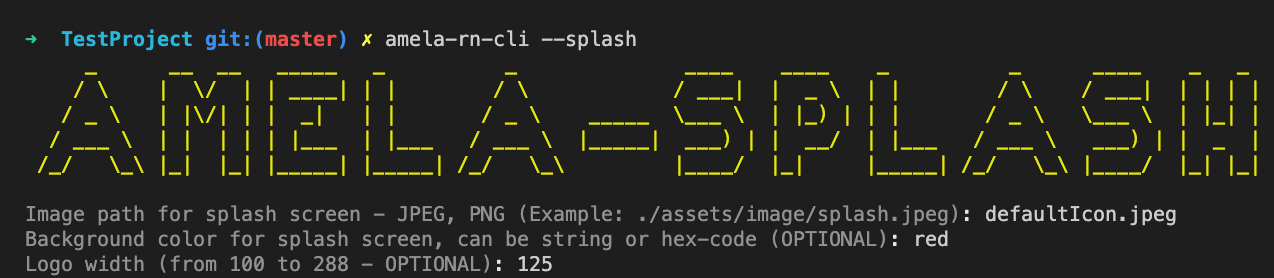 ➜ TestProject git:(master) ✗ amela-rn-cli --splash
AMELA-SPLASH
Image path for splash screen - JPEG, PNG (Example: ./assets/image/splash.jpeg): defaultIcon.jpeg
Background color for splash screen, can be string or hex-code (OPTIONAL): red
Logo width (from 100 to 288 - OPTIONAL): 125